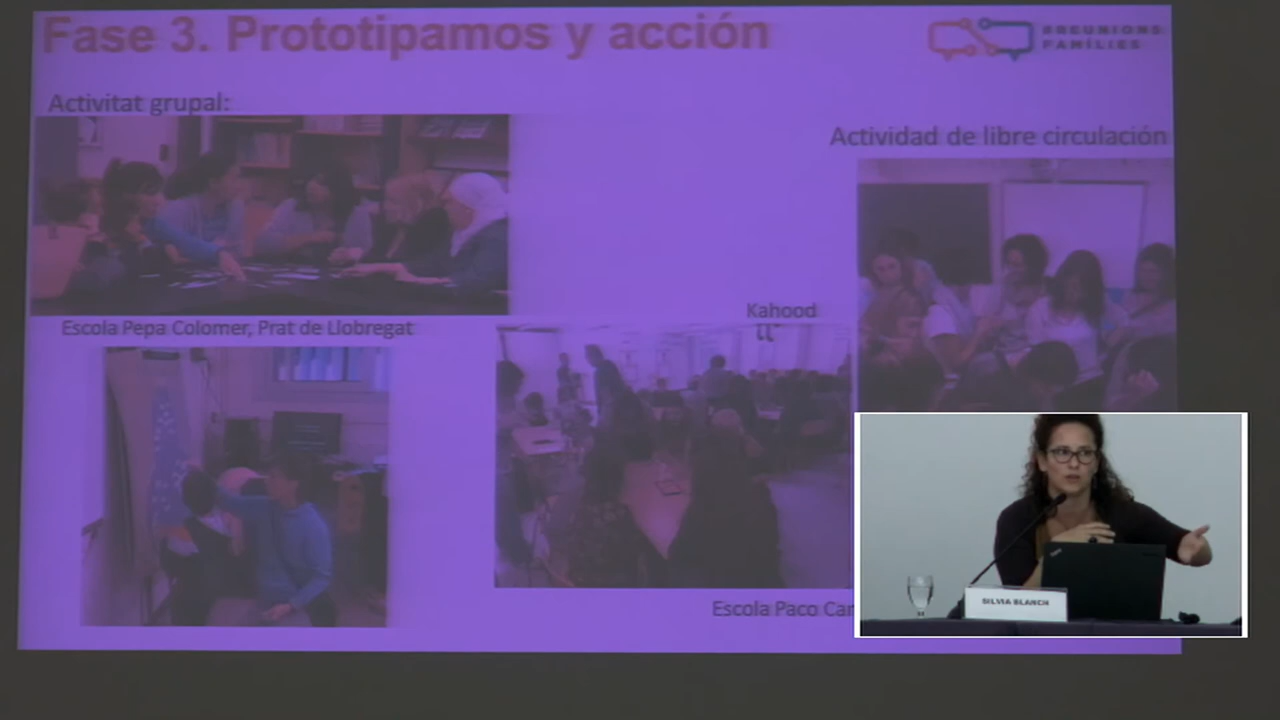 Fase 3. Prototipamos y acción
#REUNIONS
FAMÍLIES
Activitat grupal:
Actividad de libre circulación
Kahood
Escola Pepa Colomer, Prat de Llobregat
Escola Paco Can
SILVIA BLANCH